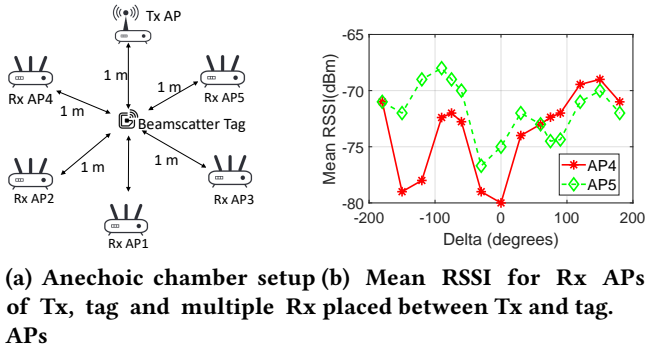 Tx AP
1 m
Rx AP4
Rx AP5
1 m
1 m
Beamscatter Tag
1 m
1 m
Rx AP2
Rx AP3
Rx AP1
-65
-70
-75
-80
Mean RSSI(dBm)
AP4
AP5
-200
-100
0
100
200
Delta (degrees)
(a) Anechoic chamber setup
of Tx, tag and multiple Rx
APs
(b) Mean RSSI for Rx APs
placed between Tx and tag.